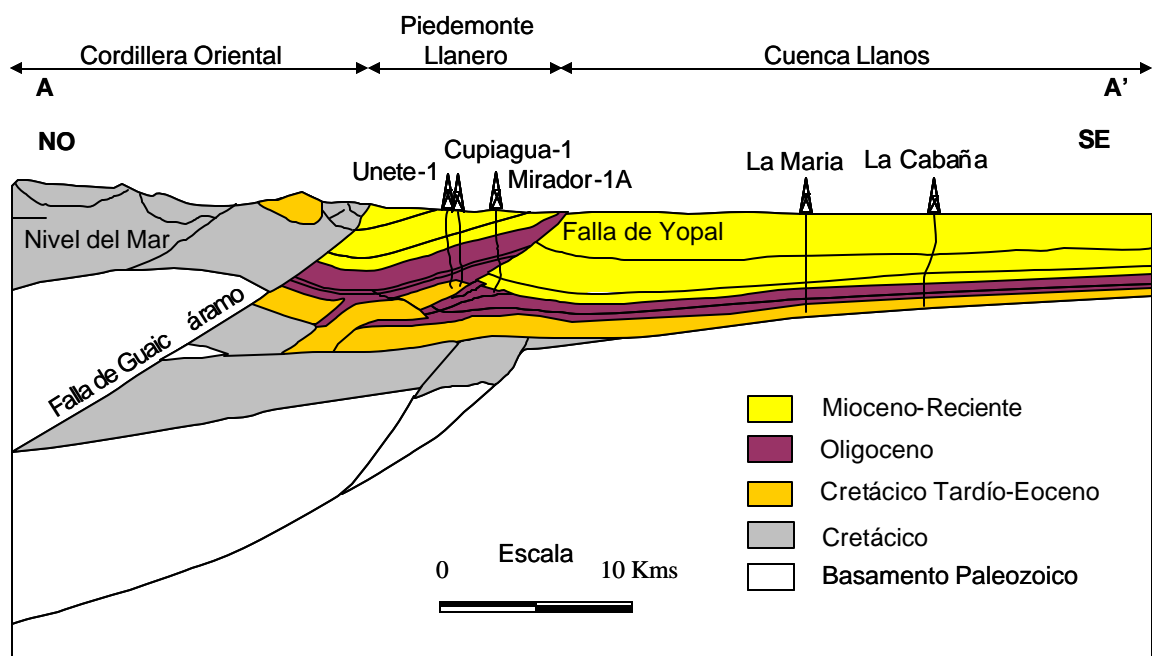 Piedemonte
Cordillera Oriental
Llanero
Cuenca Llanos
A
A'
NO
SE
Cupiagua-1
La Maria
La Cabaña
Unete-1
Mirador-1A
Nivel del Mar
Falla de Yopal
Falla de Guaic áramo
Mioceno-Reciente
Oligoceno
Cretácico Tardío-Eoceno
Cretácico
Basamento Paleozoico
Escala
0 10 Kms